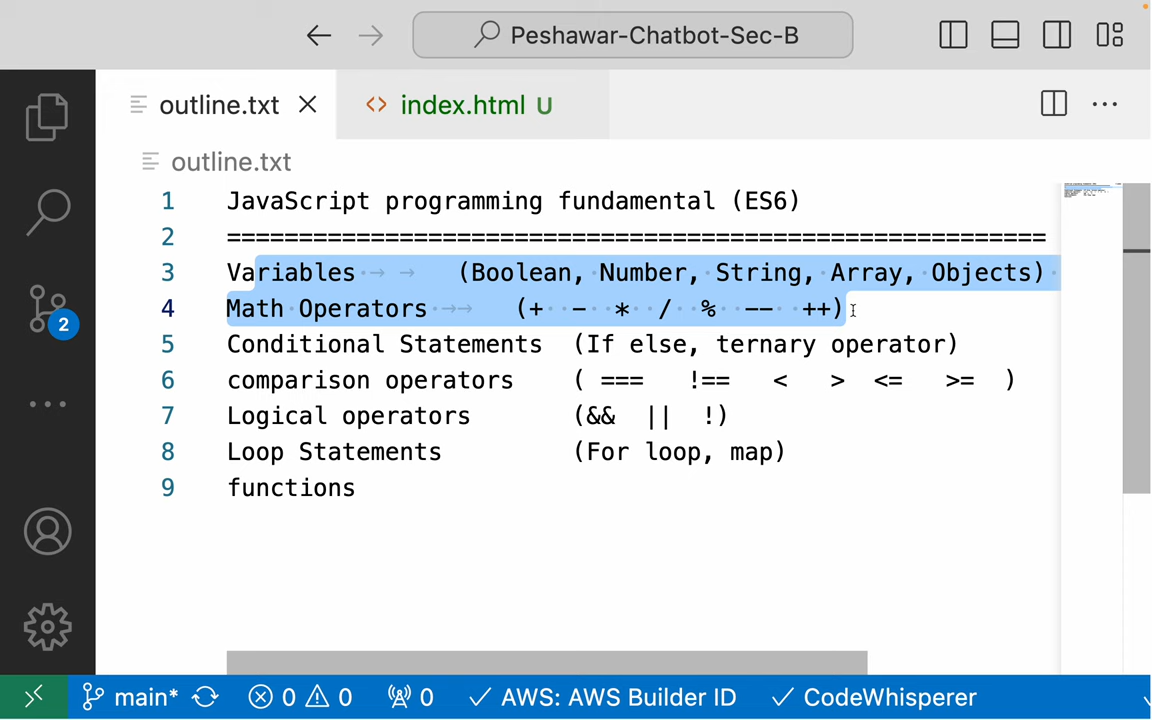 Peshawar-Chatbot-Sec-B
outline.txt
index.html U
outline.txt
1 JavaScript programming fundamental (ES6)
2 =========================================================
3 Variables (Boolean, Number, String, Array, Objects)
4 Math Operators (+ - * / % -- ++)
5 Conditional Statements (If else, ternary operator)
6 comparison operators ( === !== < > <= >= )
7 Logical operators (&& || !)
8 Loop Statements (For loop, map)
9 functions
2
main* 0 0 0 AWS: AWS Builder ID CodeWhisperer